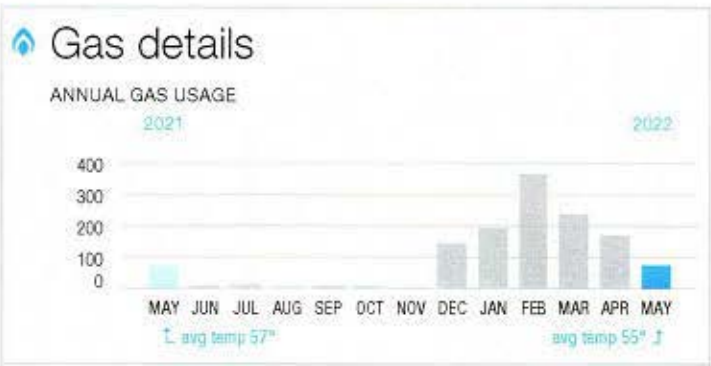 Gas details
ANNUAL GAS USAGE
2021 2022
400
300
200
100
0
MAY JUN JUL AUG SEP OCT NOV DEC JAN FEB MAR APR MAY
avg temp 57° avg temp 55°